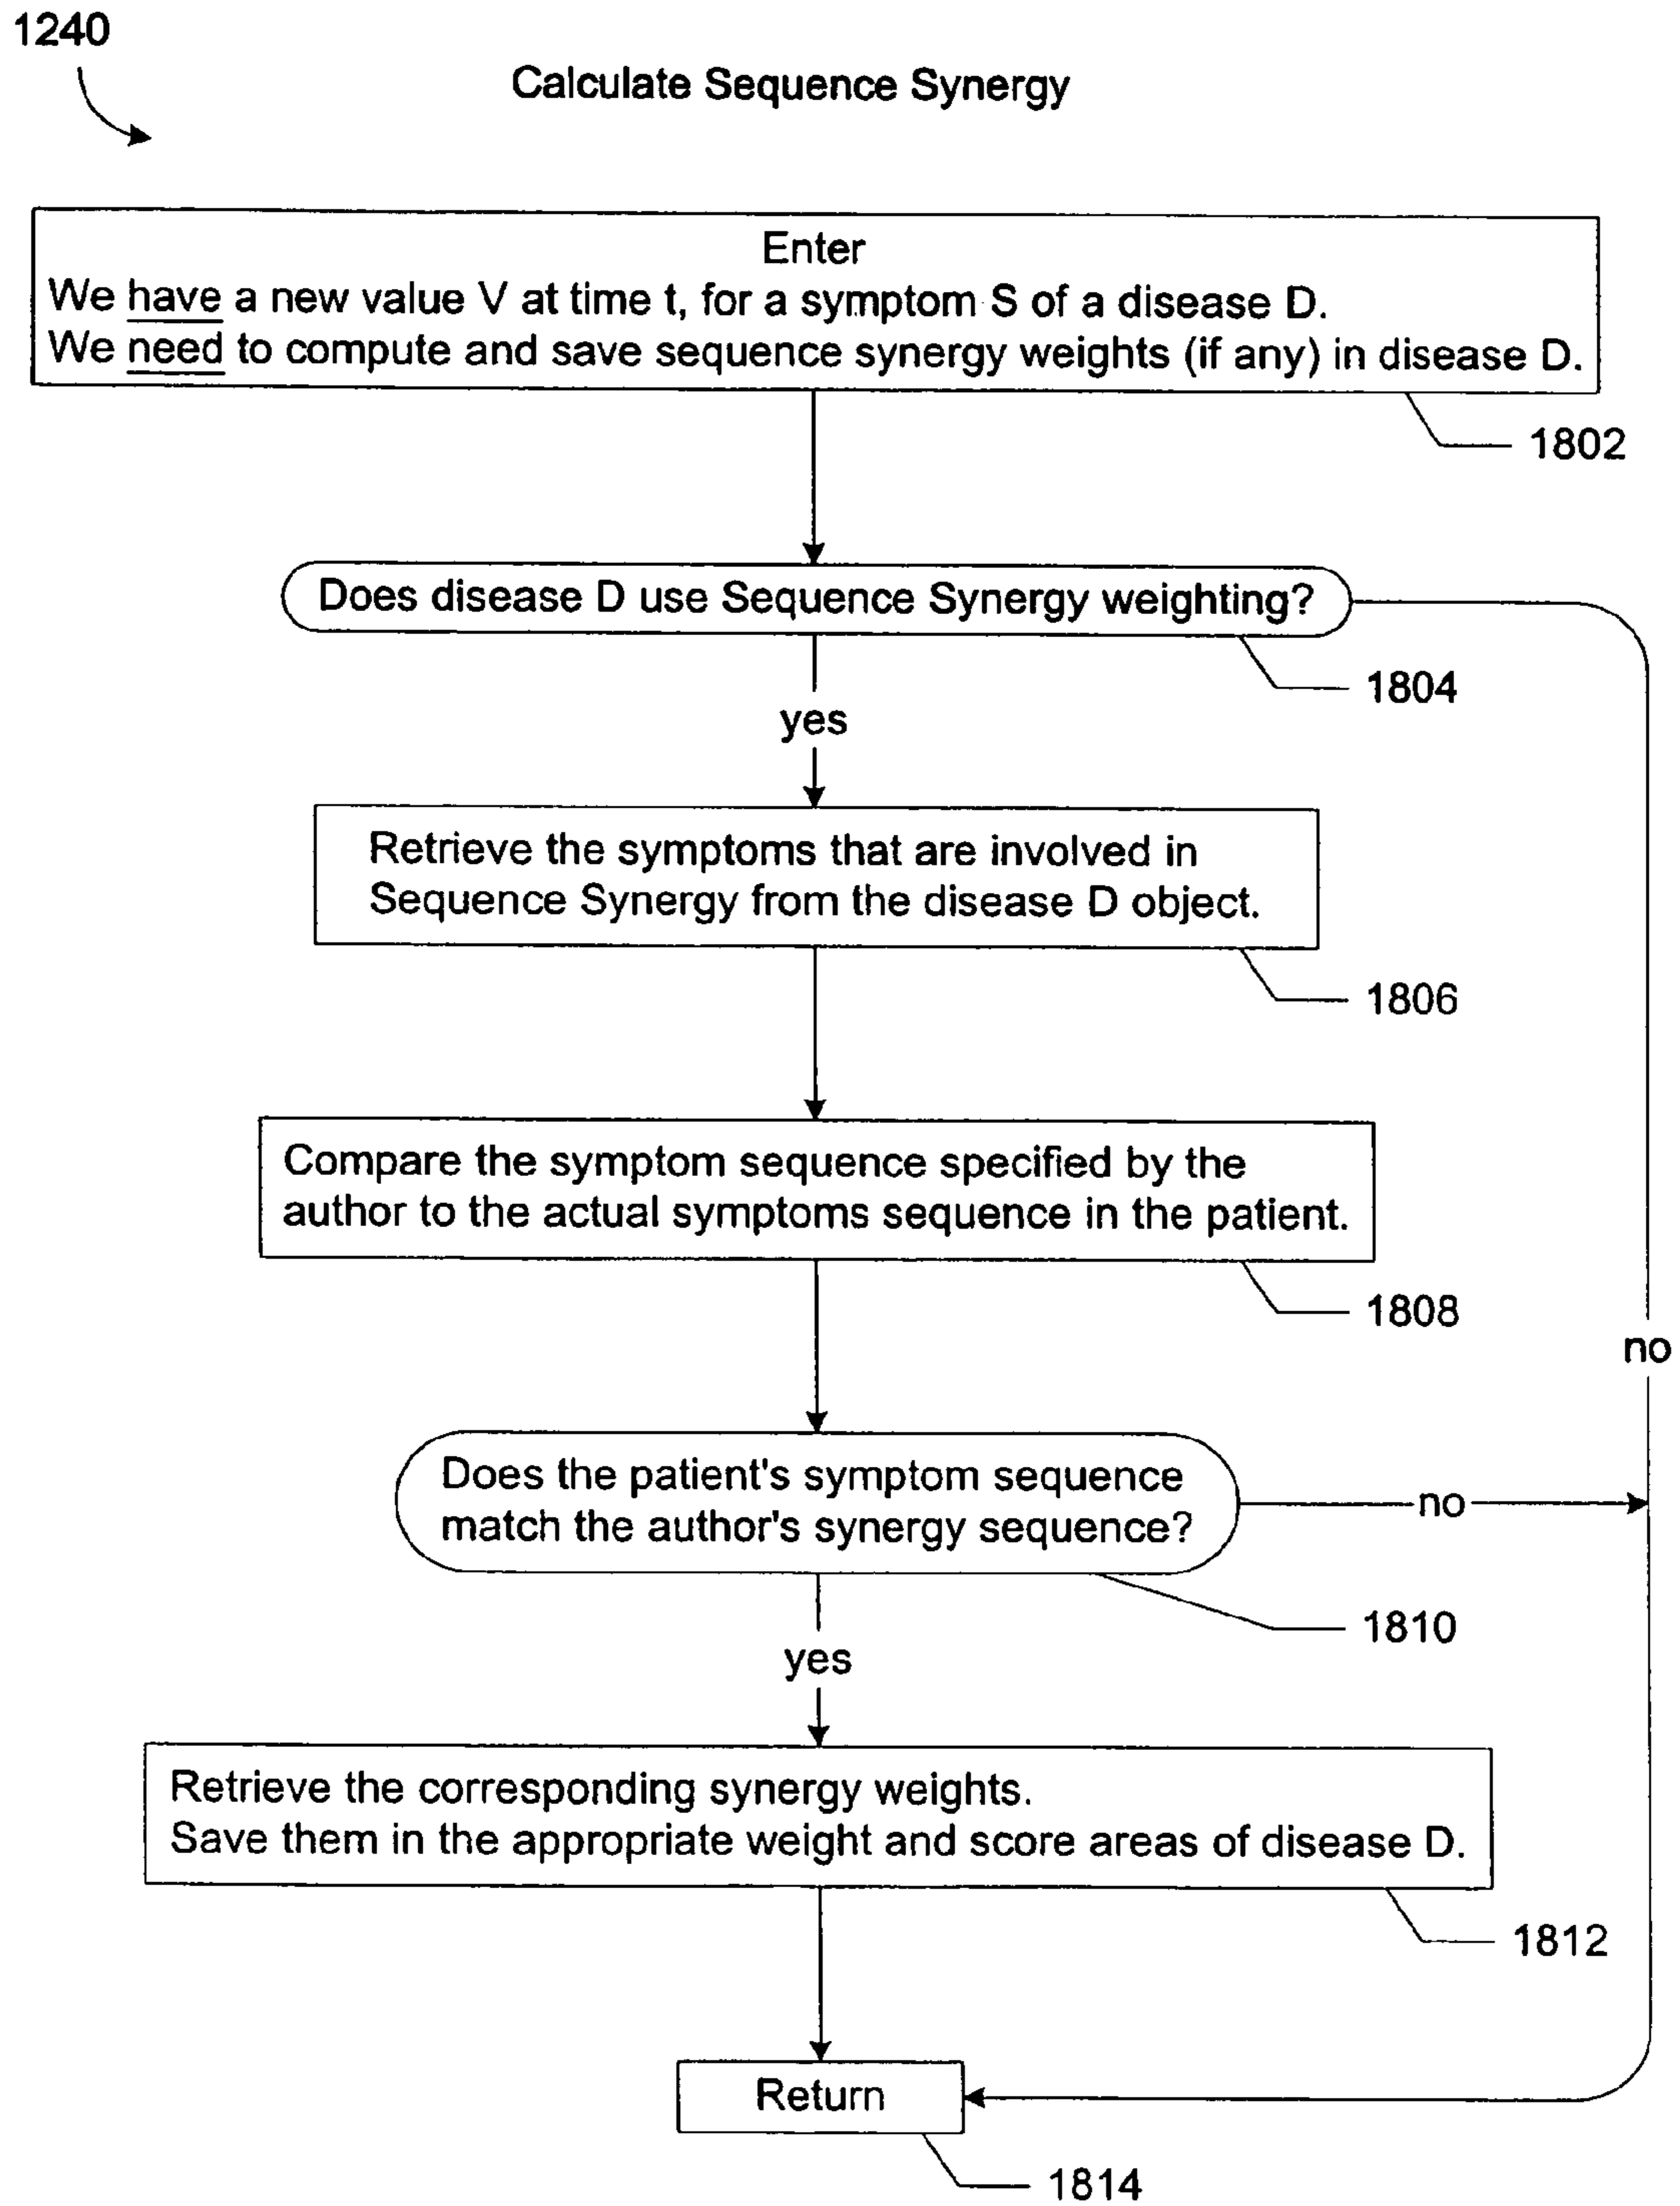 1240
Calculate Sequence Synergy
Enter
We have a new value V at time t, for a symptom S of a disease D.
We need to compute and save sequence synergy weights (if any) in disease D.
1802
Does disease D use Sequence Synergy weighting?
1804
yes
Retrieve the symptoms that are involved in
Sequence Synergy from the disease D object.
1806
Compare the symptom sequence specified by the
author to the actual symptoms sequence in the patient.
1808
no
Does the patient's symptom sequence
match the author's synergy sequence?
no
1810
yes
Retrieve the corresponding synergy weights.
Save them in the appropriate weight and score areas of disease D.
1812
Return
1814